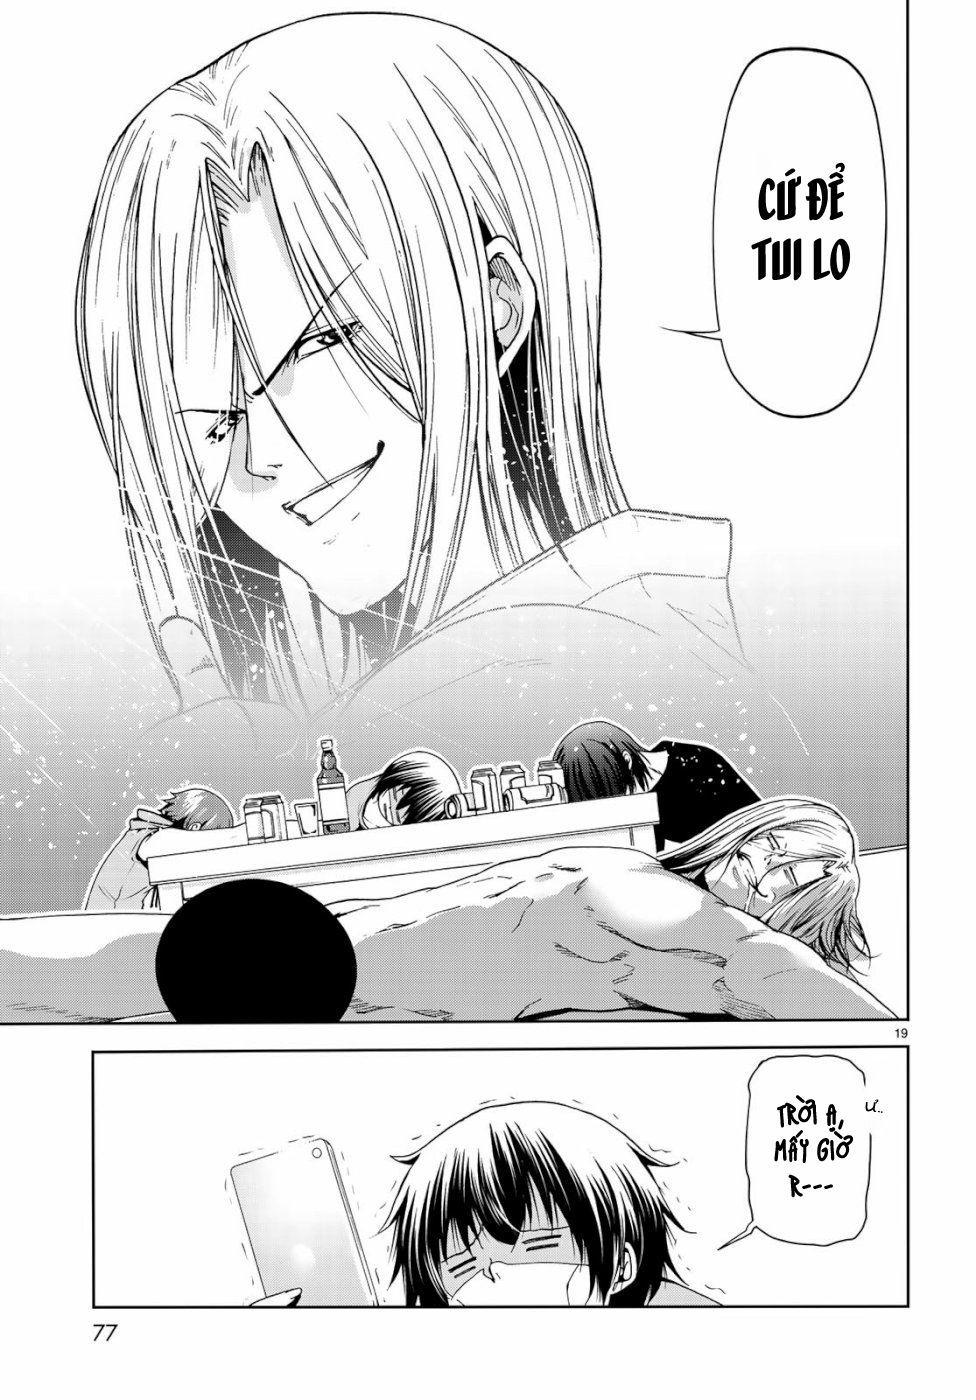 CỨ ĐỂ
TUI LO
19
Ư..
TRỜI Ạ,
MẤY GIỜ
R---
77